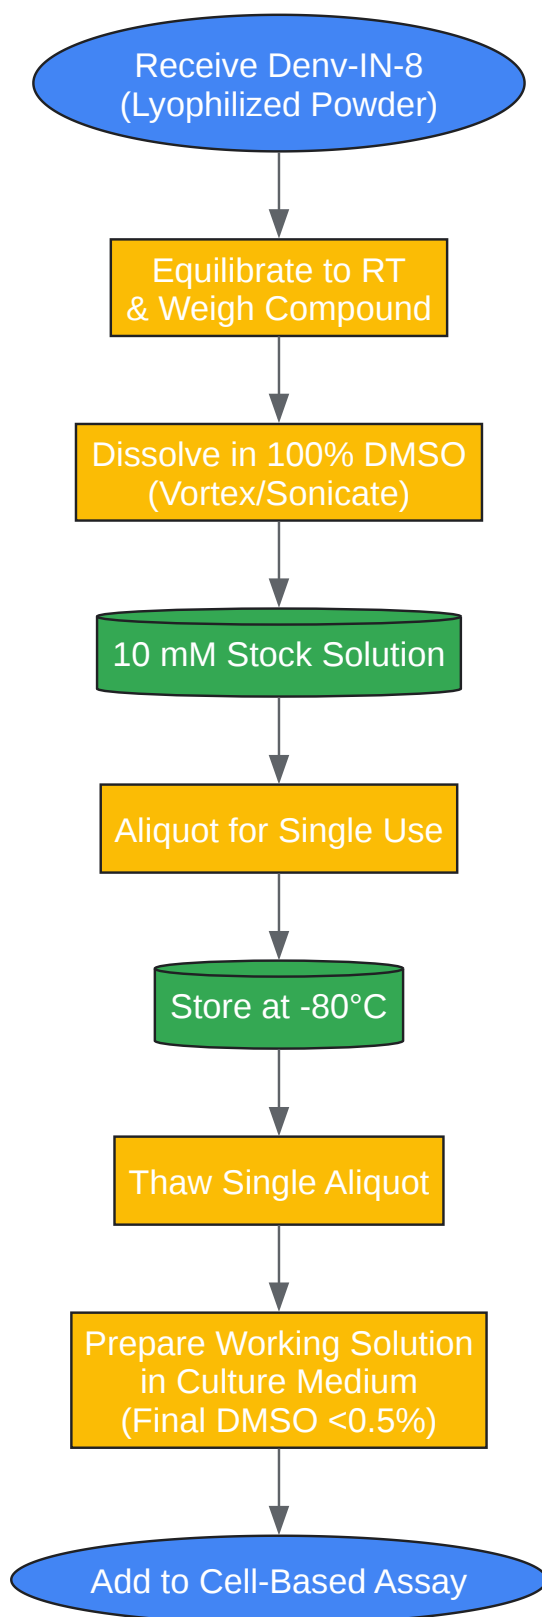 Receive Denv-IN-8
(Lyophilized Powder)
Equilibrate to RT
& Weigh Compound
Dissolve in 100% DMSO
(Vortex/Sonicate)
10 mM Stock Solution
Aliquot for Single Use
Store at -80°C
Thaw Single Aliquot
Prepare Working Solution
in Culture Medium
(Final DMSO <0.5%)
Add to Cell-Based Assay